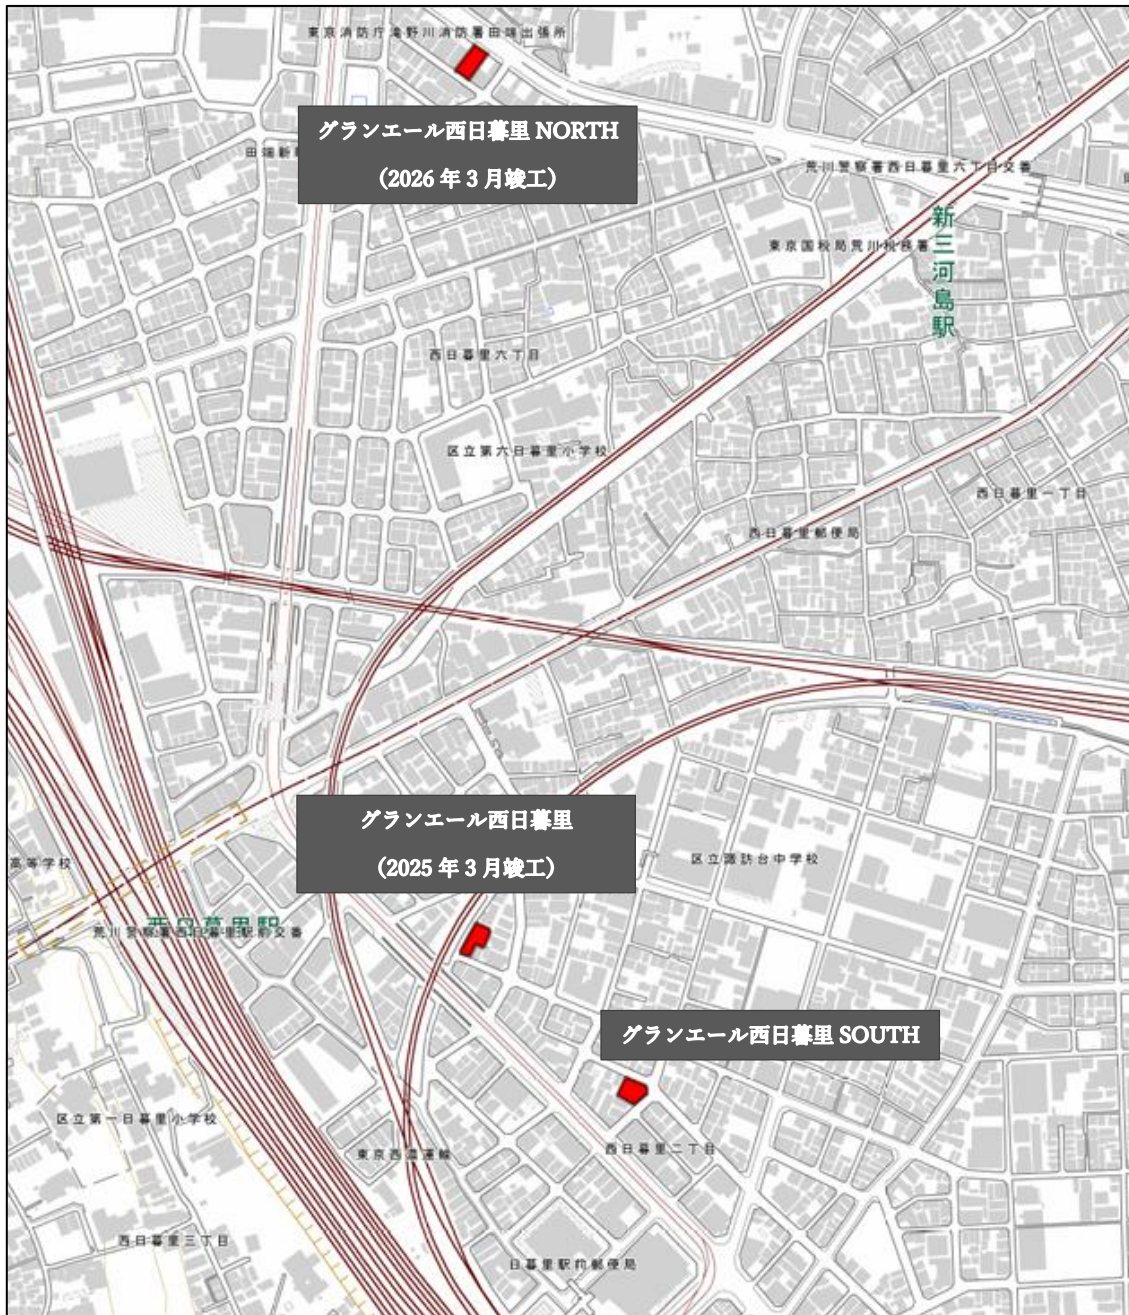 東京消防庁滝野川消防署田端出張所
グランエール西日暮里 NORTH
(2026 年 3 月竣工)
田端新
荒川警察署西日暮里六丁目交番
新三河島駅
東京国税局荒川税務署
西日暮里六丁目
区立第六日暮里小学校
西日暮里一丁目
西日暮里郵便局
グランエール西日暮里
(2025 年 3 月竣工)
区立諏訪台中学校
高等学校
西日暮里駅
荒川警察署西日暮里駅前交番
グランエール西日暮里 SOUTH
区立第一日暮里小学校
東京西濃運輸
西日暮里二丁目
西日暮里三丁目
日暮里駅前郵便局